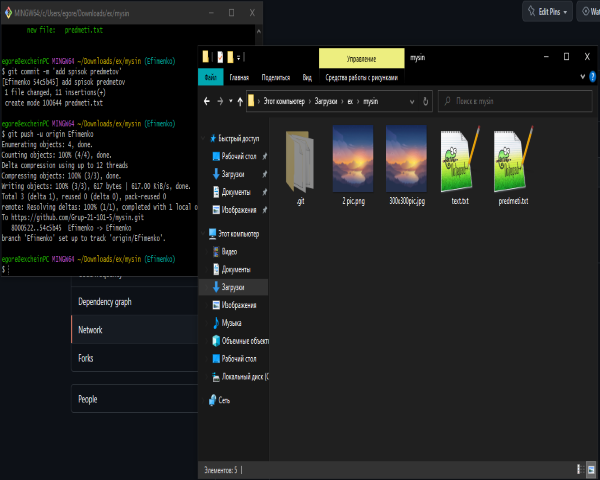 MINGW64:/c/Users/egore/Downloads/ex/mysin
new file:   predmeti.txt
egore@exchein MINGW64 ~/Downloads/ex/mysin (Efimenko)
$ git commit -m 'add spisok predmetov'
[Efimenko 54c5b45] add spisok predmetov
1 file changed, 11 insertions(+)
create mode 100644 predmeti.txt
egore@exchein MINGW64 ~/Downloads/ex/mysin (Efimenko)
$ git push -u origin Efimenko
Enumerating objects: 4, done.
Counting objects: 100% (4/4), done.
Delta compression using up to 12 threads
Compressing objects: 100% (3/3), done.
Writing objects: 100% (3/3), 617 bytes | 617.00 KiB/s, done.
Total 3 (delta 1), reused 0 (delta 0), pack-reused 0
remote: Resolving deltas: 100% (1/1), completed with 1 local o
To https://github.com/Grup-21-101-5/mysin.git
8000522..54c5b45  Efimenko -> Efimenko
branch 'Efimenko' set up to track 'origin/Efimenko'.
egore@exchein MINGW64 ~/Downloads/ex/mysin (Efimenko)
$
Edit Pins
Wat
Dependency graph
Network
Forks
People
Управление
mysin
Файл
Главная
Поделиться
Вид
Средства работы с рисунками
Этот компьютер › Загрузки › ex › mysin
Поиск в: mysin
Быстрый доступ
Рабочий стол
Загрузки
Документы
Изображения
Этот компьютер
Видео
Документы
Загрузки
Изображения
Музыка
Объемные объекты
Рабочий стол
Локальный диск (C
Сеть
.git
2 pic.png
300x300pic.jpg
text.txt
predmeti.txt
Элементов: 5